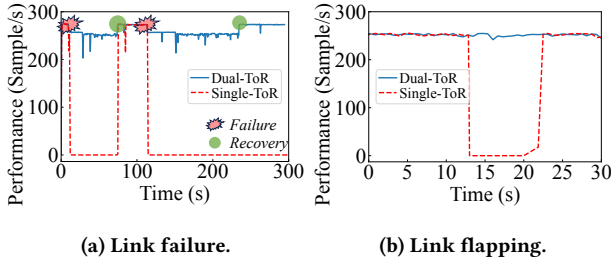 300
200
100
0
Performance (Sample/s)
Dual-ToR
Single-ToR
Failure
Recovery
0
100
200
300
Time (s)
(a) Link failure.
300
200
100
0
Performance (Sample/s)
Dual-ToR
Single-ToR
0
5
10
15
20
25
30
Time (s)
(b) Link flapping.